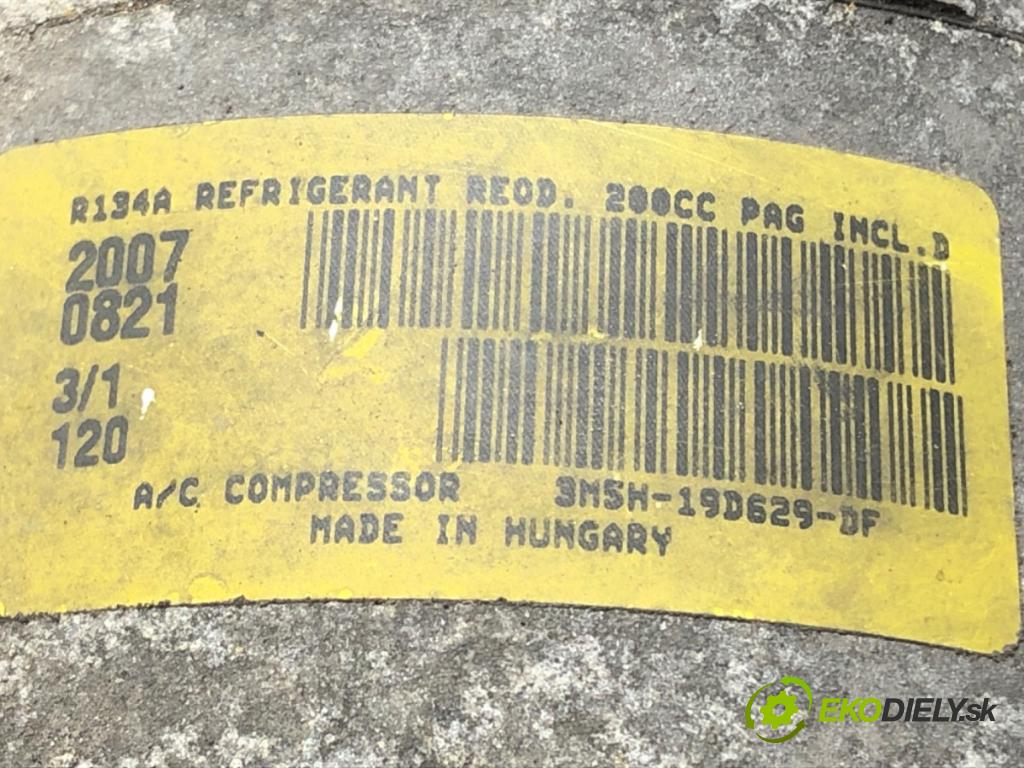 R134A REFRIGERANT REOD. 200CC PAG INCL.D
2007
0821
3/1
120
A/C COMPRESSOR 3M5H-19D629-DF
MADE IN HUNGARY
EKODIELY.sk